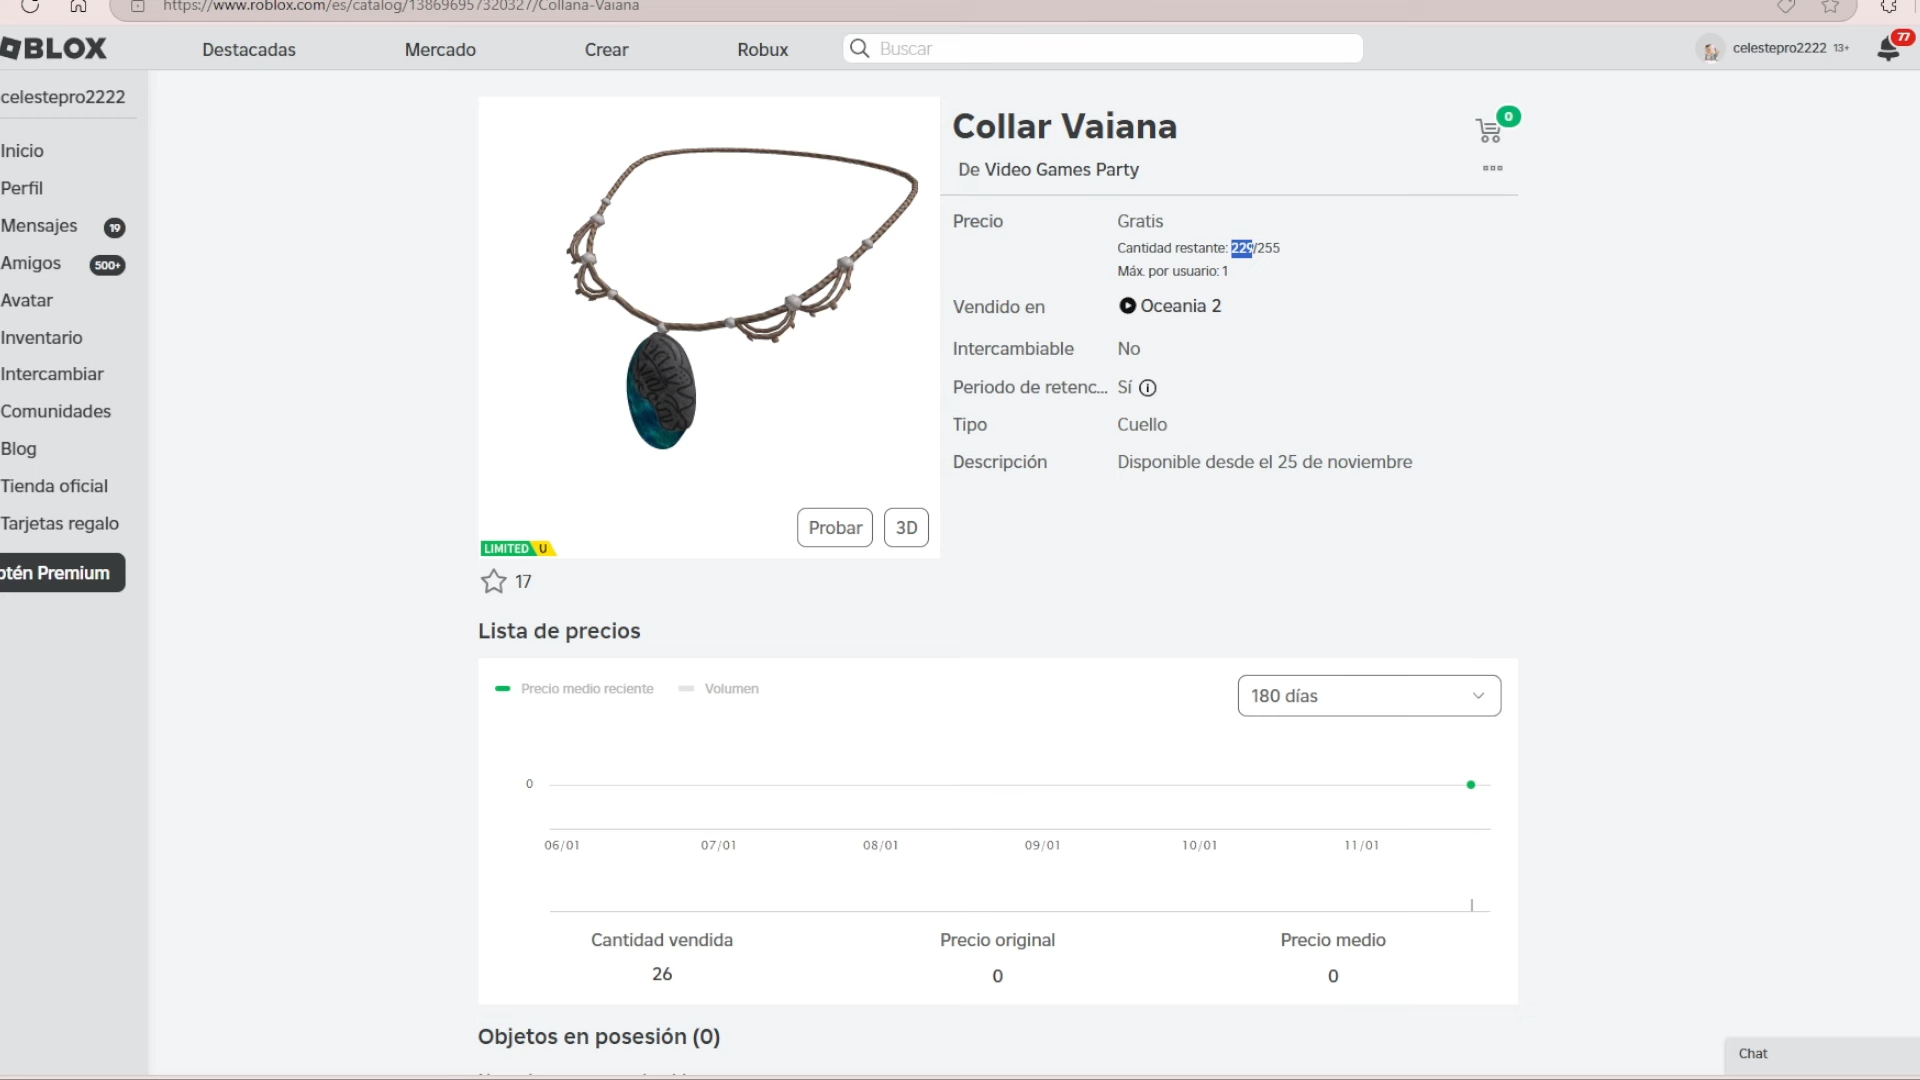 https://www.roblox.com/es/catalog/138696957320327/Collana-Vaiana
BLOX
Destacadas
Mercado
Crear
Robux
Buscar
celestepro2222 13+
77
celestepro2222
Inicio
Perfil
Mensajes 19
Amigos 500+
Avatar
Inventario
Intercambiar
Comunidades
Blog
Tienda oficial
Tarjetas regalo
otén Premium
Collar Vaiana
0
De Video Games Party
Precio Gratis
Cantidad restante: 229/255
Máx. por usuario: 1
Vendido en Oceania 2
Intercambiable No
Periodo de retenc... Sí
Tipo Cuello
Descripción Disponible desde el 25 de noviembre
Probar
3D
LIMITED U
17
Lista de precios
Precio medio reciente
Volumen
180 días
0
06/01 07/01 08/01 09/01 10/01 11/01
Cantidad vendida Precio original Precio medio
26 0 0
Objetos en posesión (0)
Chat